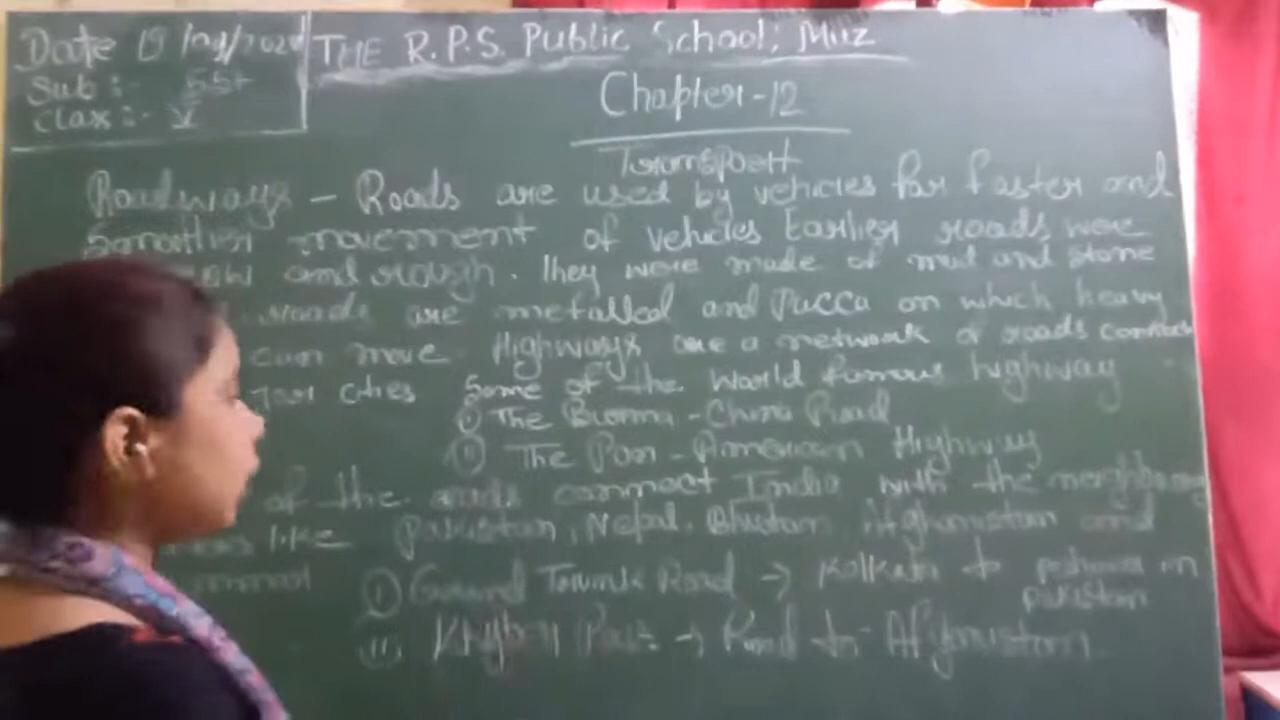 Date 19/09/202
THE R.P.S. Public School; Muz
Sub :- SSt
Class :- V
Chapter-12
Transport
Roadways - Roads are used by vehicles for faster and
Smoother movement of vehicles Earlier roads were
and rough. They were made of mud and stone
roads are metalled and Pucca on which heavy
can move Highways are a network of roads connect
cities Some of the World famous highway
(i) The Burma-China Road
(ii) The Pan-American Highway
of the roads connect India with the
like Pakistan, Nepal, Bhutan, Afghanistan and
(i) Grand Trunk Road → Kolkata to Peshawar in
Pakistan
(ii) Khyber Pass → Road to Afghanistan